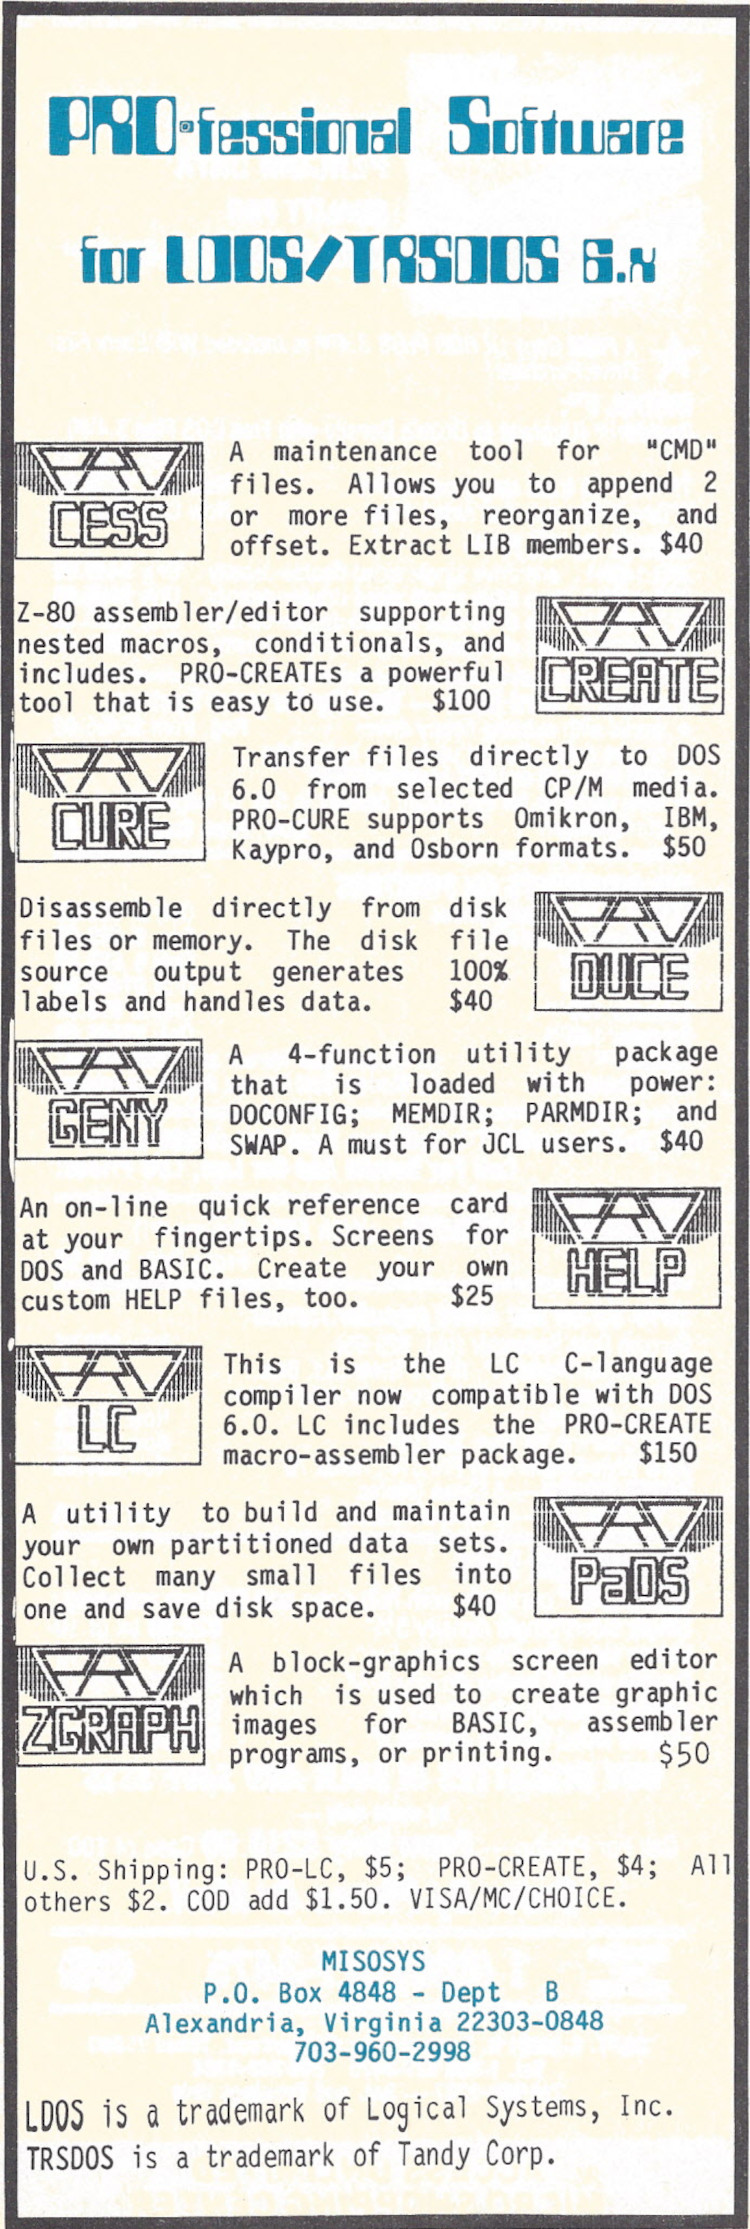 PRO-fessional Software
for LDOS/TRSDOS 6.x
PRO
CESS
A maintenance tool for "CMD"
files. Allows you to append 2
or more files, reorganize, and
offset. Extract LIB members. $40
Z-80 assembler/editor supporting
nested macros, conditionals, and
includes. PRO-CREATEs a powerful
tool that is easy to use. $100
PRO
CREATE
PRO
CURE
Transfer files directly to DOS
6.0 from selected CP/M media.
PRO-CURE supports Omikron, IBM,
Kaypro, and Osborn formats. $50
Disassemble directly from disk
files or memory. The disk file
source output generates 100%
labels and handles data. $40
PRO
DUCE
PRO
GENY
A 4-function utility package
that is loaded with power:
DOCONFIG; MEMDIR; PARMDIR; and
SWAP. A must for JCL users. $40
An on-line quick reference card
at your fingertips. Screens for
DOS and BASIC. Create your own
custom HELP files, too. $25
PRO
HELP
PRO
LC
This is the LC C-language
compiler now compatible with DOS
6.0. LC includes the PRO-CREATE
macro-assembler package. $150
A utility to build and maintain
your own partitioned data sets.
Collect many small files into
one and save disk space. $40
PRO
PaDS
PRO
ZGRAPH
A block-graphics screen editor
which is used to create graphic
images for BASIC, assembler
programs, or printing. $50
U.S. Shipping: PRO-LC, $5; PRO-CREATE, $4; All
others $2. COD add $1.50. VISA/MC/CHOICE.
MISOSYS
P.O. Box 4848 - Dept B
Alexandria, Virginia 22303-0848
703-960-2998
LDOS is a trademark of Logical Systems, Inc.
TRSDOS is a trademark of Tandy Corp.